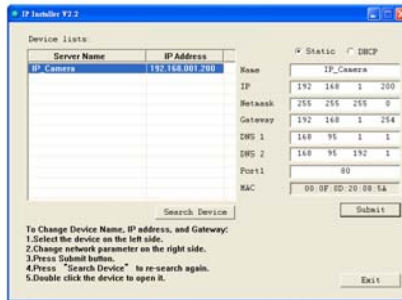 IP Installer V2.2
Device lists:
Server Name IP Address
IP_Camera 192.168.001.200
Static DHCP
Name IP_Camera
IP 192 168 1 200
Netmask 255 255 255 0
Gateway 192 168 1 254
DNS 1 168 95 1 1
DNS 2 168 95 192 1
Port1 80
MAC 00:0F:0D:20:08:5A
Search Device
Submit
To Change Device Name, IP address, and Gateway:
1.Select the device on the left side.
2.Change network parameter on the right side.
3.Press Submit button.
4.Press "Search Device" to re-search again.
5.Double click the device to open it.
Exit